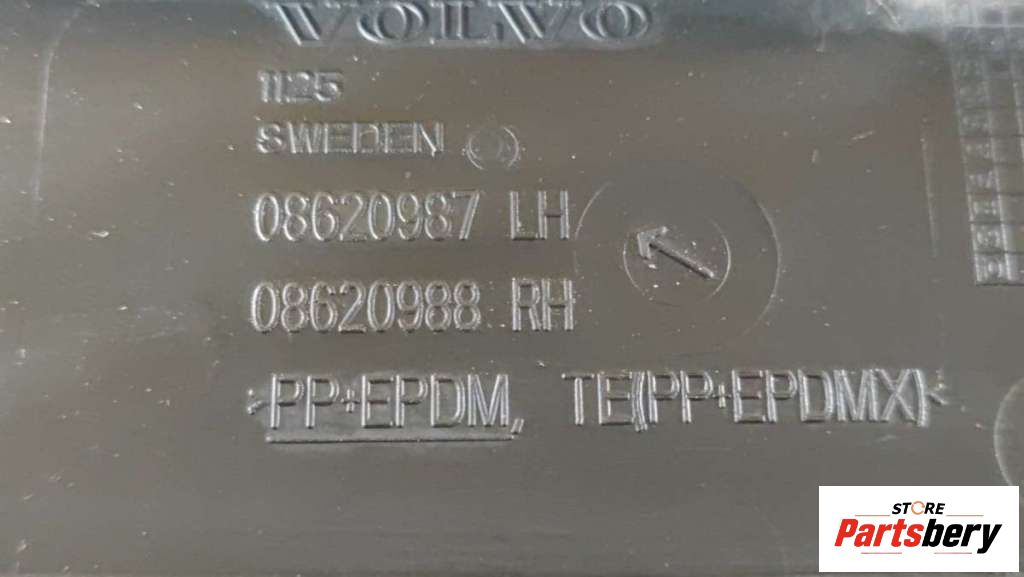 VOLVO
1125
SWEDEN
08620987 LH
08620988 RH
>PP+EPDM, TE(PP+EPDMX)<
STORE
Partsbery